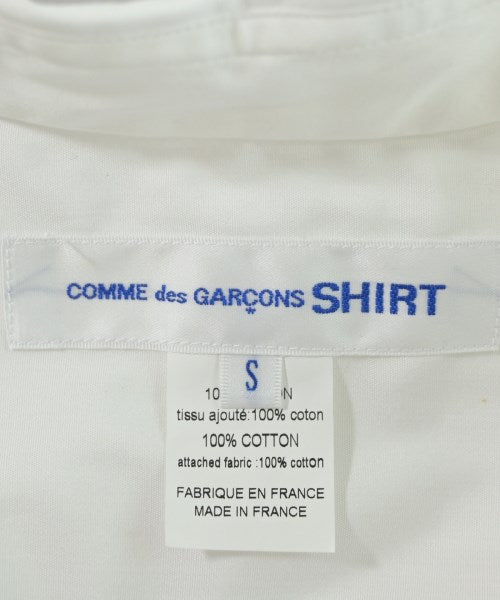 COMME des GARÇONS SHIRT
S
tissu ajouté:100% coton
100% COTTON
attached fabric :100% cotton
FABRIQUE EN FRANCE
MADE IN FRANCE